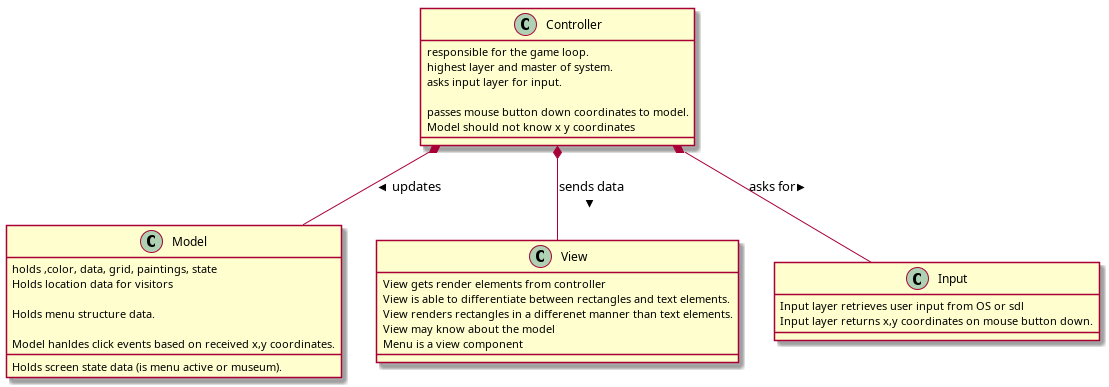 C Controller
responsible for the game loop.
highest layer and master of system.
asks input layer for input.
passes mouse button down coordinates to model.
Model should not know x y coordinates
updates
sends data
asks for
C Model
holds ,color, data, grid, paintings, state
Holds location data for visitors
Holds menu structure data.
Model hanldes click events based on received x,y coordinates.
Holds screen state data (is menu active or museum).
C View
View gets render elements from controller
View is able to differentiate between rectangles and text elements.
View renders rectangles in a differenet manner than text elements.
View may know about the model
Menu is a view component
C Input
Input layer retrieves user input from OS or sdl
Input layer returns x,y coordinates on mouse button down.